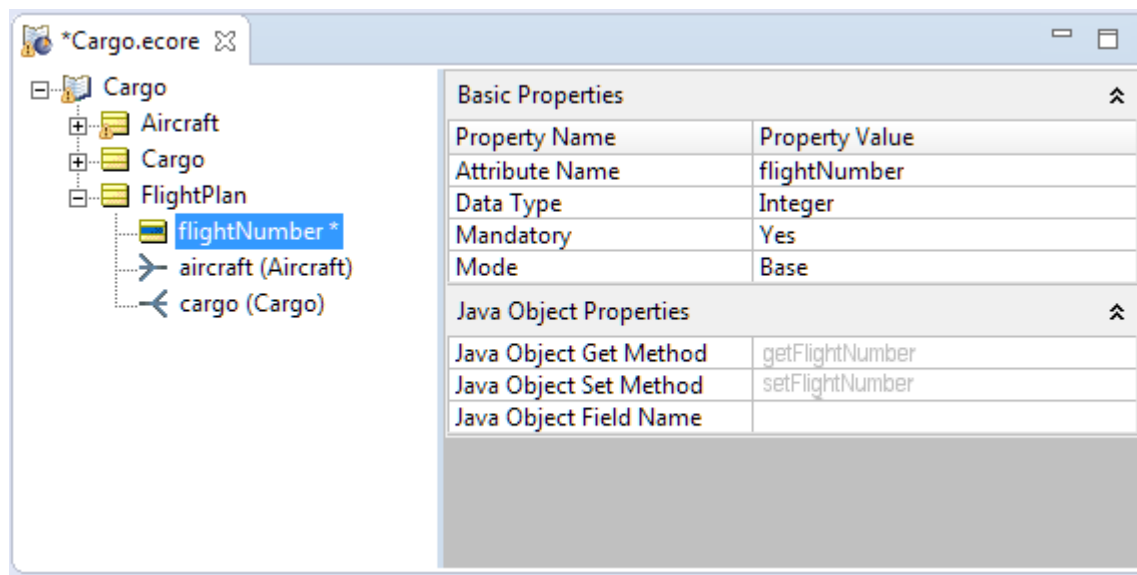 *Cargo.ecore
Cargo
Aircraft
Cargo
FlightPlan
flightNumber *
aircraft (Aircraft)
cargo (Cargo)
Basic Properties
Property Name Property Value
Attribute Name flightNumber
Data Type Integer
Mandatory Yes
Mode Base
Java Object Properties
Java Object Get Method getFlightNumber
Java Object Set Method setFlightNumber
Java Object Field Name